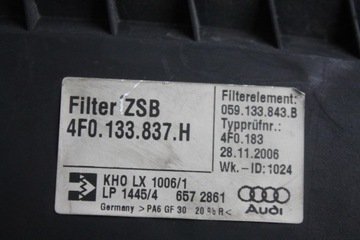 Filter ZSB
4F0.133.837.H
Filterelement:
059.133.843.B
Typprüfnr.:
4F0.183
28.11.2006
Wk.-ID:1024
KHO LX 1006/1
LP 1445/4 657 2861
Germany >PA6 GF 30
Audi